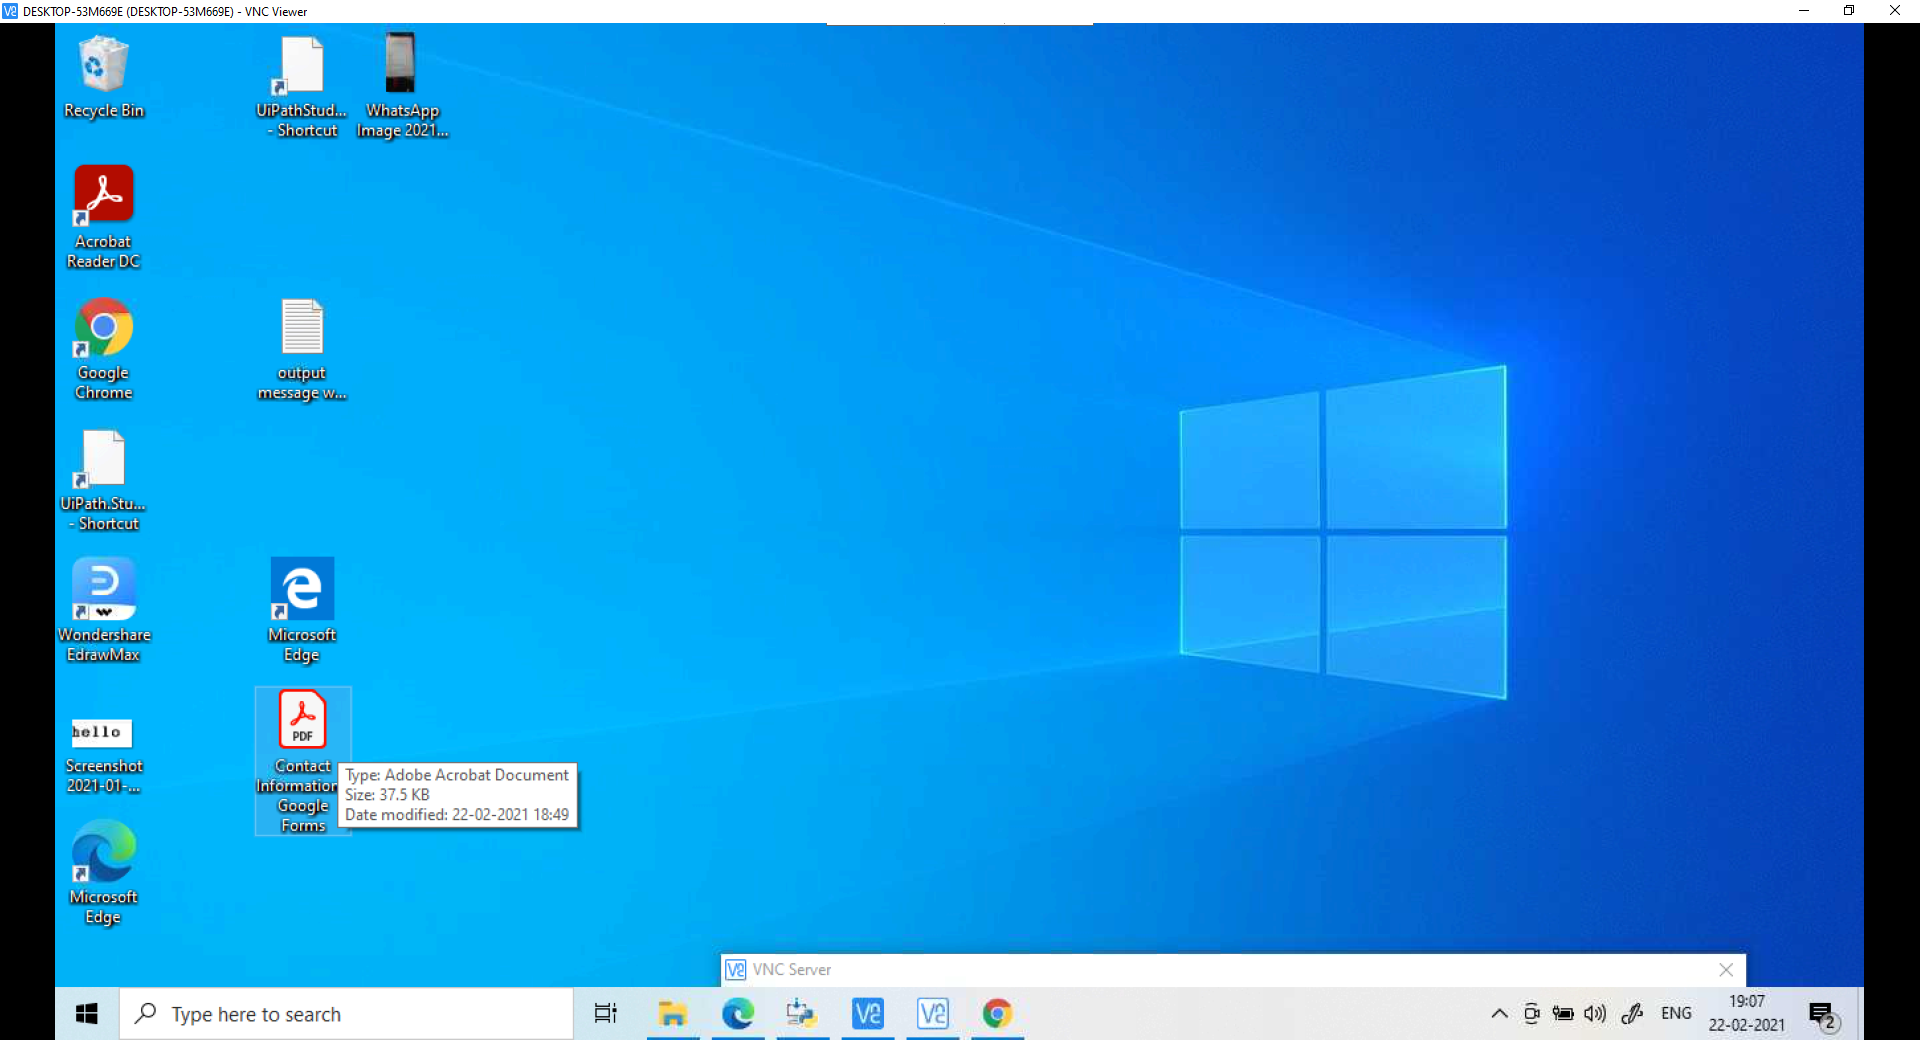 DESKTOP-53M669E (DESKTOP-53M669E) - VNC Viewer
Recycle Bin
UiPathStud...
- Shortcut
WhatsApp
Image 2021...
Acrobat
Reader DC
Google
Chrome
output
message w...
UiPath.Stu...
- Shortcut
Wondershare
EdrawMax
Microsoft
Edge
hello
Screenshot
2021-01-...
PDF
Contact
Information
Google
Forms
Type: Adobe Acrobat Document
Size: 37.5 KB
Date modified: 22-02-2021 18:49
Microsoft
Edge
VNC Server
Type here to search
ENG
19:07
22-02-2021
2